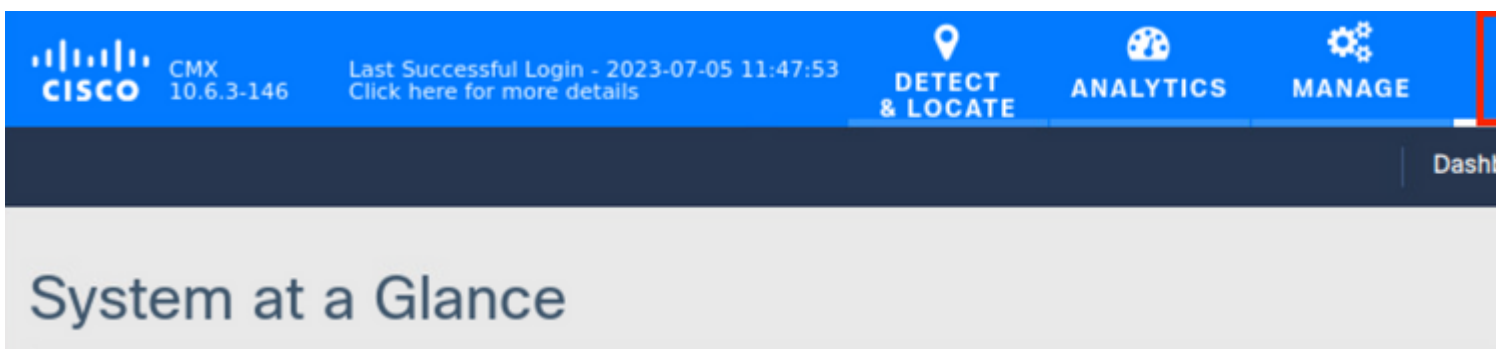 CISCO
CMX
10.6.3-146
Last Successful Login - 2023-07-05 11:47:53
Click here for more details
DETECT
& LOCATE
ANALYTICS
MANAGE
System at a Glance